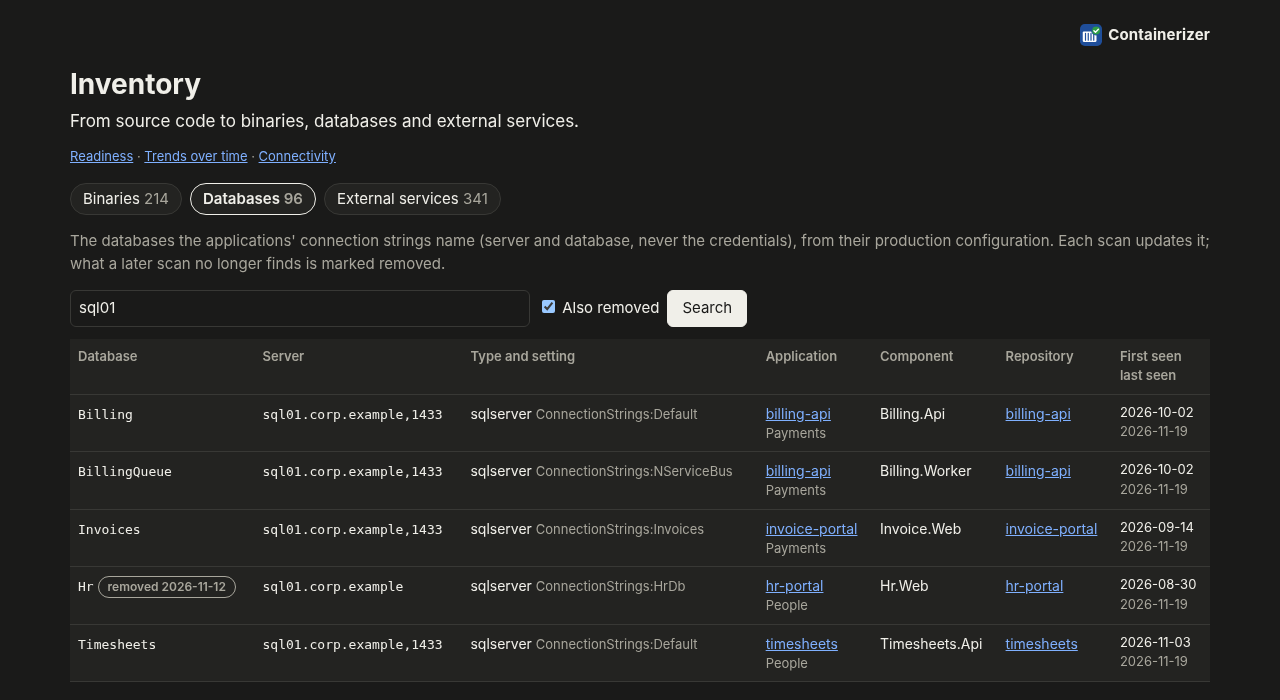 Containerizer
Inventory
From source code to binaries, databases and external services.
Readiness · Trends over time · Connectivity
Binaries 214 Databases 96 External services 341
The databases the applications' connection strings name (server and database, never the credentials), from their production configuration. Each scan updates it;
what a later scan no longer finds is marked removed.
sql01 Also removed Search
Database Server Type and setting Application Component Repository First seen
last seen
Billing sql01.corp.example,1433 sqlserver ConnectionStrings:Default billing-api Billing.Api billing-api 2026-10-02
Payments 2026-11-19
BillingQueue sql01.corp.example,1433 sqlserver ConnectionStrings:NServiceBus billing-api Billing.Worker billing-api 2026-10-02
Payments 2026-11-19
Invoices sql01.corp.example,1433 sqlserver ConnectionStrings:Invoices invoice-portal Invoice.Web invoice-portal 2026-09-14
Payments 2026-11-19
Hr removed 2026-11-12 sql01.corp.example sqlserver ConnectionStrings:HrDb hr-portal Hr.Web hr-portal 2026-08-30
People 2026-11-19
Timesheets sql01.corp.example,1433 sqlserver ConnectionStrings:Default timesheets Timesheets.Api timesheets 2026-11-03
People 2026-11-19